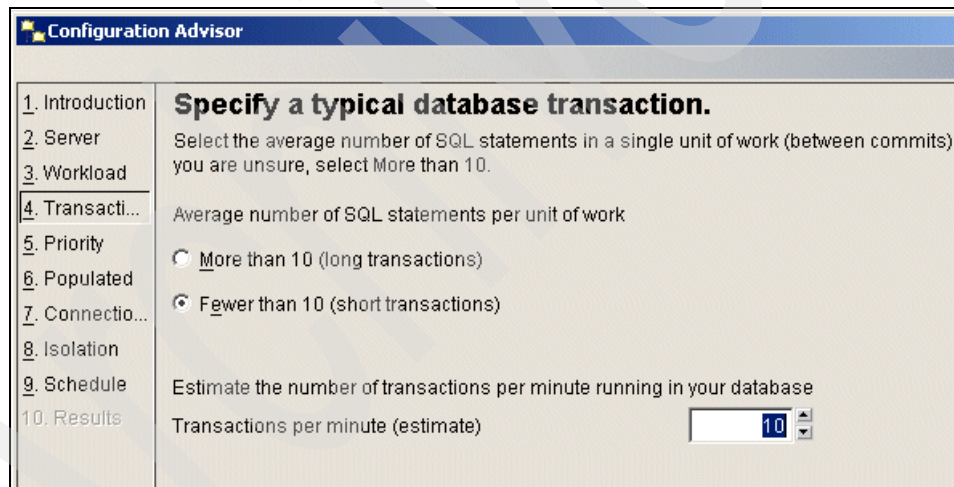 Configuration Advisor
1. Introduction
2. Server
3. Workload
4. Transacti...
5. Priority
6. Populated
7. Connectio...
8. Isolation
9. Schedule
10. Results
Specify a typical database transaction.
Select the average number of SQL statements in a single unit of work (between commits)
you are unsure, select More than 10.
Average number of SQL statements per unit of work
More than 10 (long transactions)
Fewer than 10 (short transactions)
Estimate the number of transactions per minute running in your database
Transactions per minute (estimate) 10